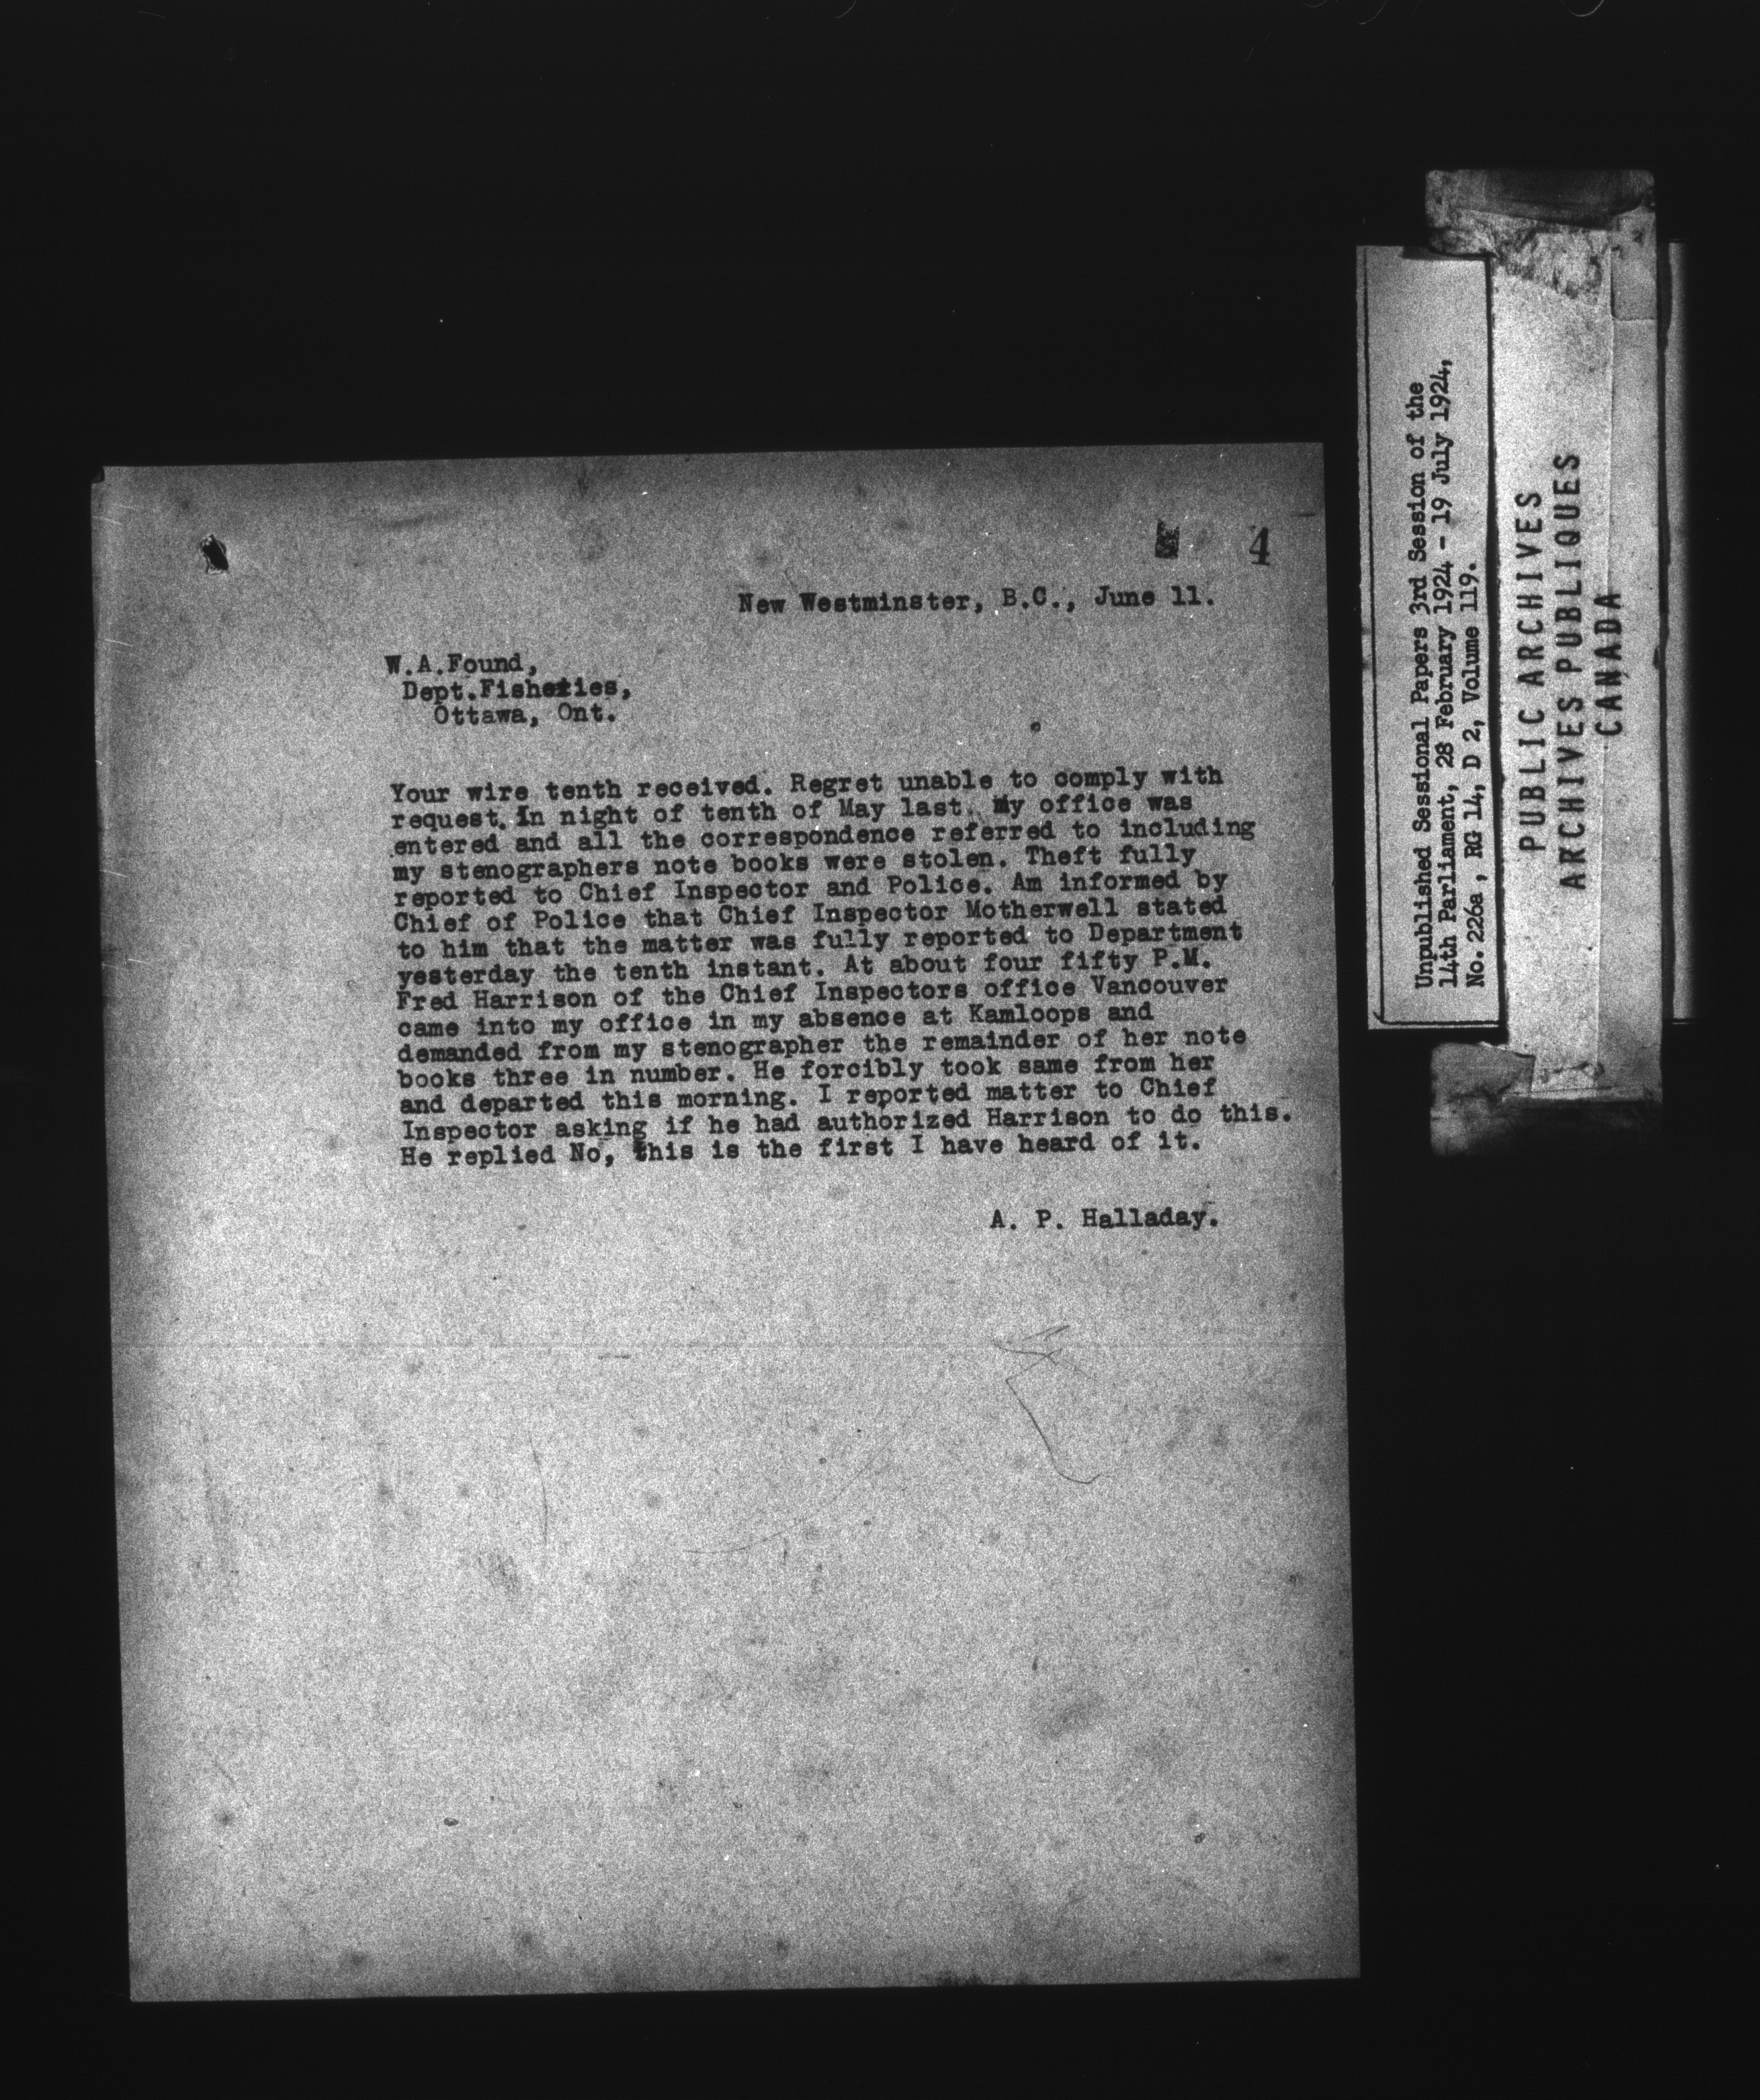 4
New Westminster, B.C., June 11.
W.A.Found,
Dept.Fisheries,
Ottawa, Ont.
Your wire tenth received. Regret unable to comply with
request. In night of tenth of May last. My office was
entered and all the correspondence referred to including
my stenographers note books were stolen. Theft fully
reported to Chief Inspector and Police. Am informed by
Chief of Police that Chief Inspector Motherwell stated
to him that the matter was fully reported to Department
yesterday the tenth instant. At about four fifty P.M.
Fred Harrison of the Chief Inspectors office Vancouver
came into my office in my absence at Kamloops and
demanded from my stenographer the remainder of her note
books three in number. He forcibly took same from her
and departed this morning. I reported matter to Chief
Inspector asking if he had authorized Harrison to do this.
He replied No, this is the first I have heard of it.
A. P. Halladay.
Unpublished Sessional Papers 3rd Session of the
14th Parliament, 28 February 1924 - 19 July 1924,
No. 226a , RG 14, D 2, Volume 119.
PUBLIC ARCHIVES
ARCHIVES PUBLIQUES
CANADA